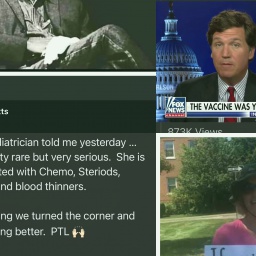 diatrician told me yesterday ...
ty rare but very serious. She is
ted with Chemo, Steriods,
nd blood thinners.
ng we turned the corner and
ng better. PTL 🙌🏻
FOX
NEWS
THE VACCINE WAS Y
873K Views